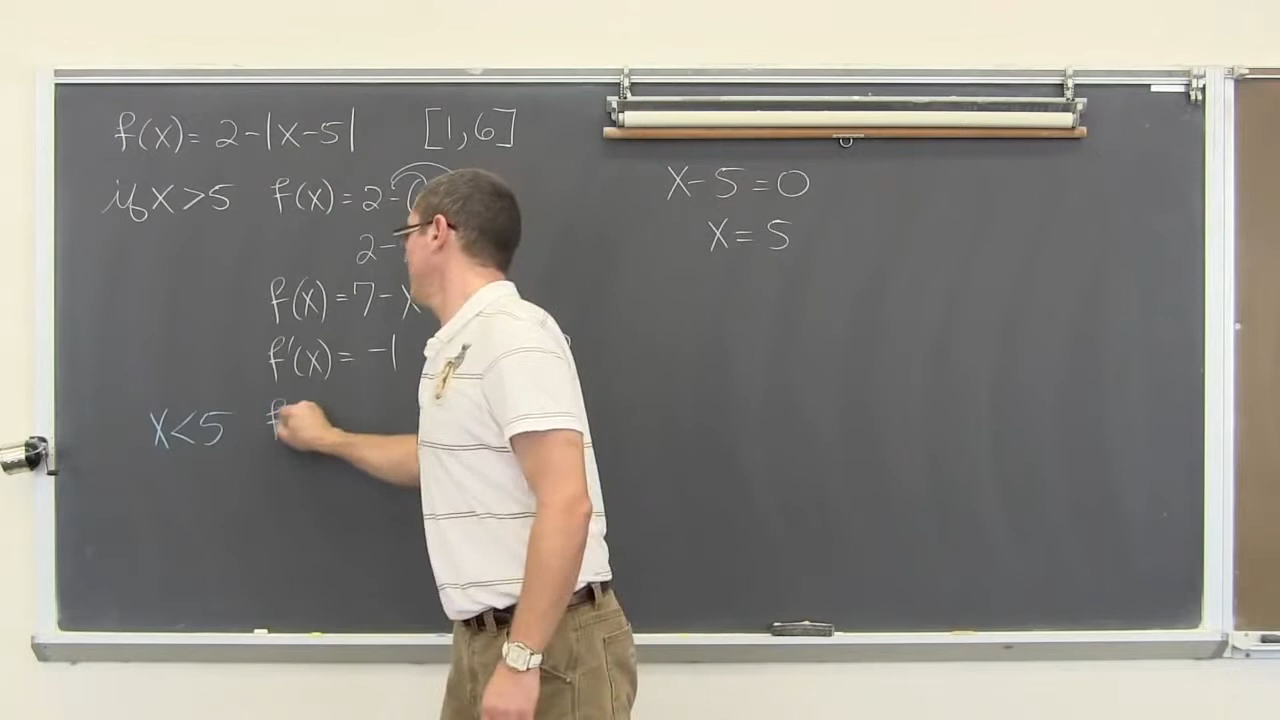 f(x) = 2 - |x - 5| [1, 6]
if x > 5 f(x) = 2 - (
2 -
f(x) = 7 - x
f'(x) = -1
x < 5 f
x - 5 = 0
x = 5